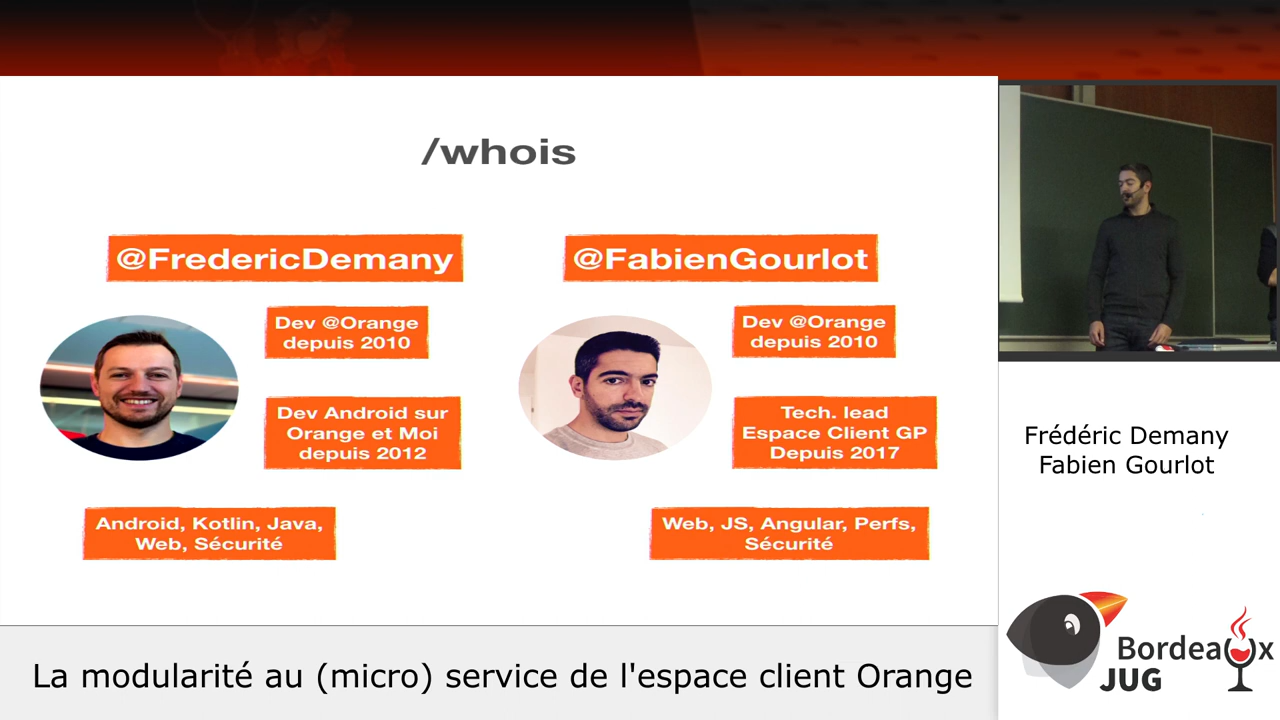 /whois
@FredericDemany
@FabienGourlot
Dev @Orange
depuis 2010
Dev @Orange
depuis 2010
Dev Android sur
Orange et Moi
depuis 2012
Tech. lead
Espace Client GP
Depuis 2017
Android, Kotlin, Java,
Web, Sécurité
Web, JS, Angular, Perfs,
Sécurité
Frédéric Demany
Fabien Gourlot
Bordeaux
JUG
La modularité au (micro) service de l'espace client Orange